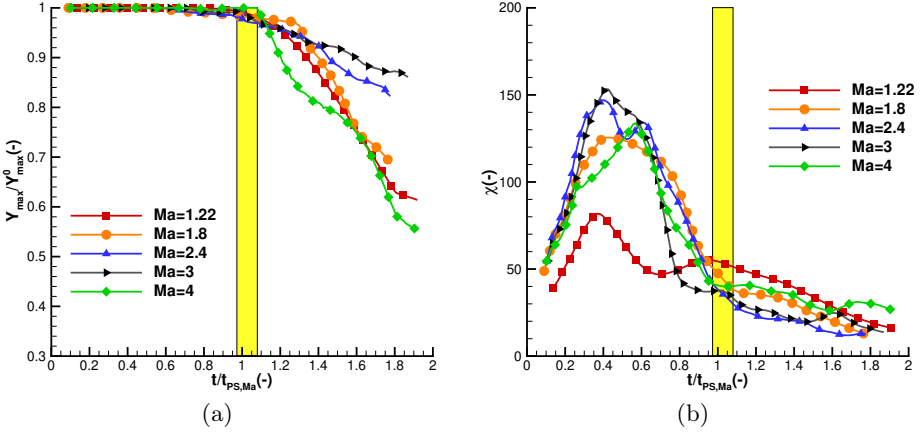 Y_max/Y^0_max(-)
1
0.9
0.8
0.7
0.6
0.5
0.4
0.3
0 0.2 0.4 0.6 0.8 1 1.2 1.4 1.6 1.8 2
t/t_PS,Ma(-)
Ma=1.22
Ma=1.8
Ma=2.4
Ma=3
Ma=4
(a)
χ(-)
200
150
100
50
0
0 0.2 0.4 0.6 0.8 1 1.2 1.4 1.6 1.8 2
t/t_PS,Ma(-)
Ma=1.22
Ma=1.8
Ma=2.4
Ma=3
Ma=4
(b)